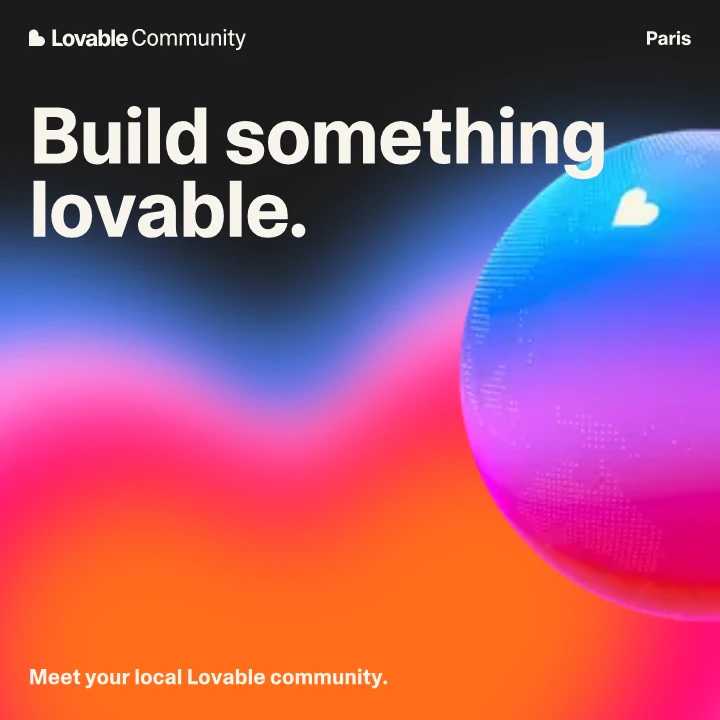 Lovable Community
Paris
Build something
lovable.
Meet your local Lovable community.